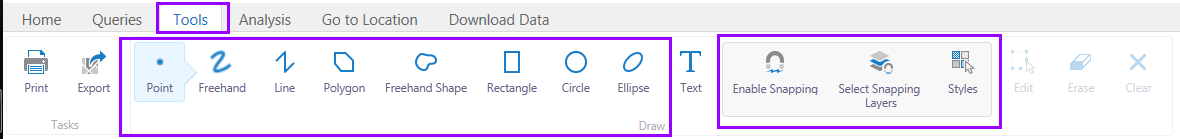 Home Queries Tools Analysis Go to Location Download Data
Print Export Point Freehand Line Polygon Freehand Shape Rectangle Circle Ellipse Text Enable Snapping Select Snapping Layers Styles Edit Erase Clear
Tasks Draw